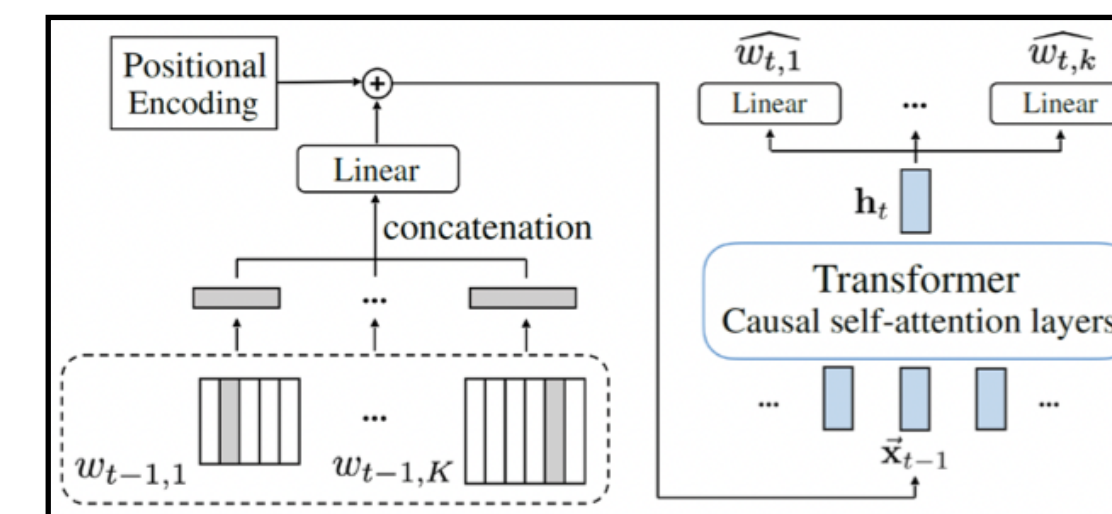 Positional
Encoding
+
Linear
concatenation
...
...
w_{t-1,1}
w_{t-1,K}
\widehat{w_{t,1}}
\widehat{w_{t,k}}
Linear
...
Linear
h_t
Transformer
Causal self-attention layers
...
...
\vec{x}_{t-1}